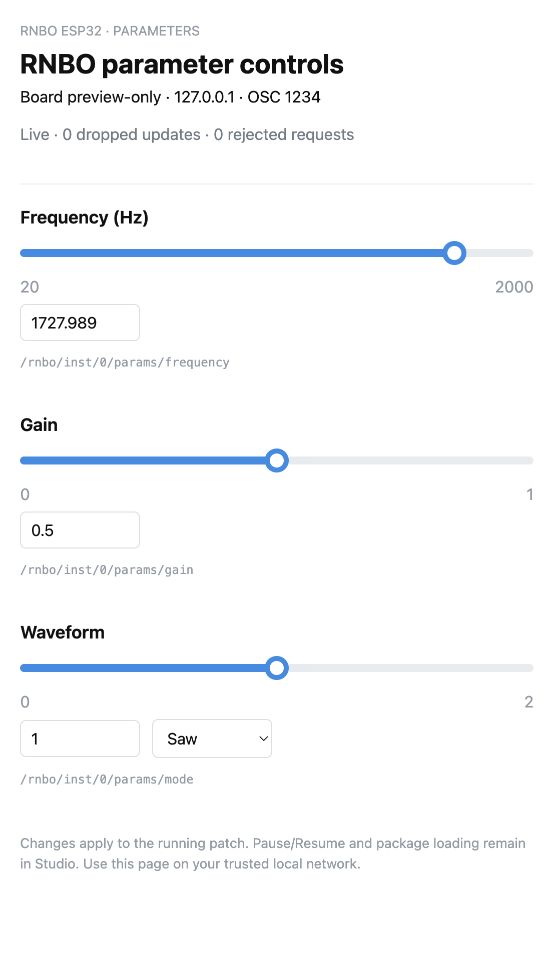 RNBO ESP32 · PARAMETERS
RNBO parameter controls
Board preview-only · 127.0.0.1 · OSC 1234
Live · 0 dropped updates · 0 rejected requests
Frequency (Hz)
20 2000
1727.989
/rnbo/inst/0/params/frequency
Gain
0 1
0.5
/rnbo/inst/0/params/gain
Waveform
0 2
1 Saw
/rnbo/inst/0/params/mode
Changes apply to the running patch. Pause/Resume and package loading remain
in Studio. Use this page on your trusted local network.